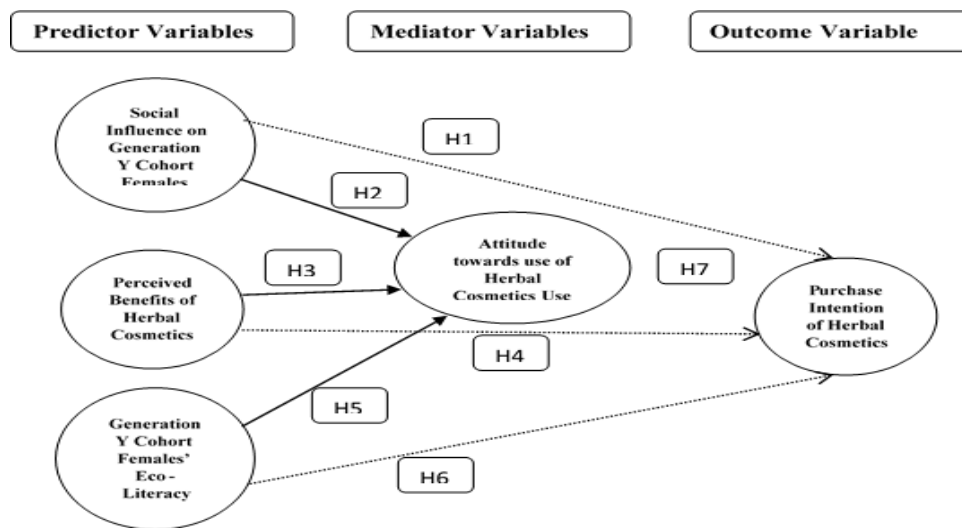 Predictor Variables
Mediator Variables
Outcome Variable
Social
Influence on
Generation
Y Cohort
Females
H1
H2
Attitude
towards use of
Herbal
Cosmetics Use
H3
H7
Perceived
Benefits of
Herbal
Cosmetics
Purchase
Intention
of Herbal
Cosmetics
H4
H5
Generation
Y Cohort
Females'
Eco-
Literacy
H6